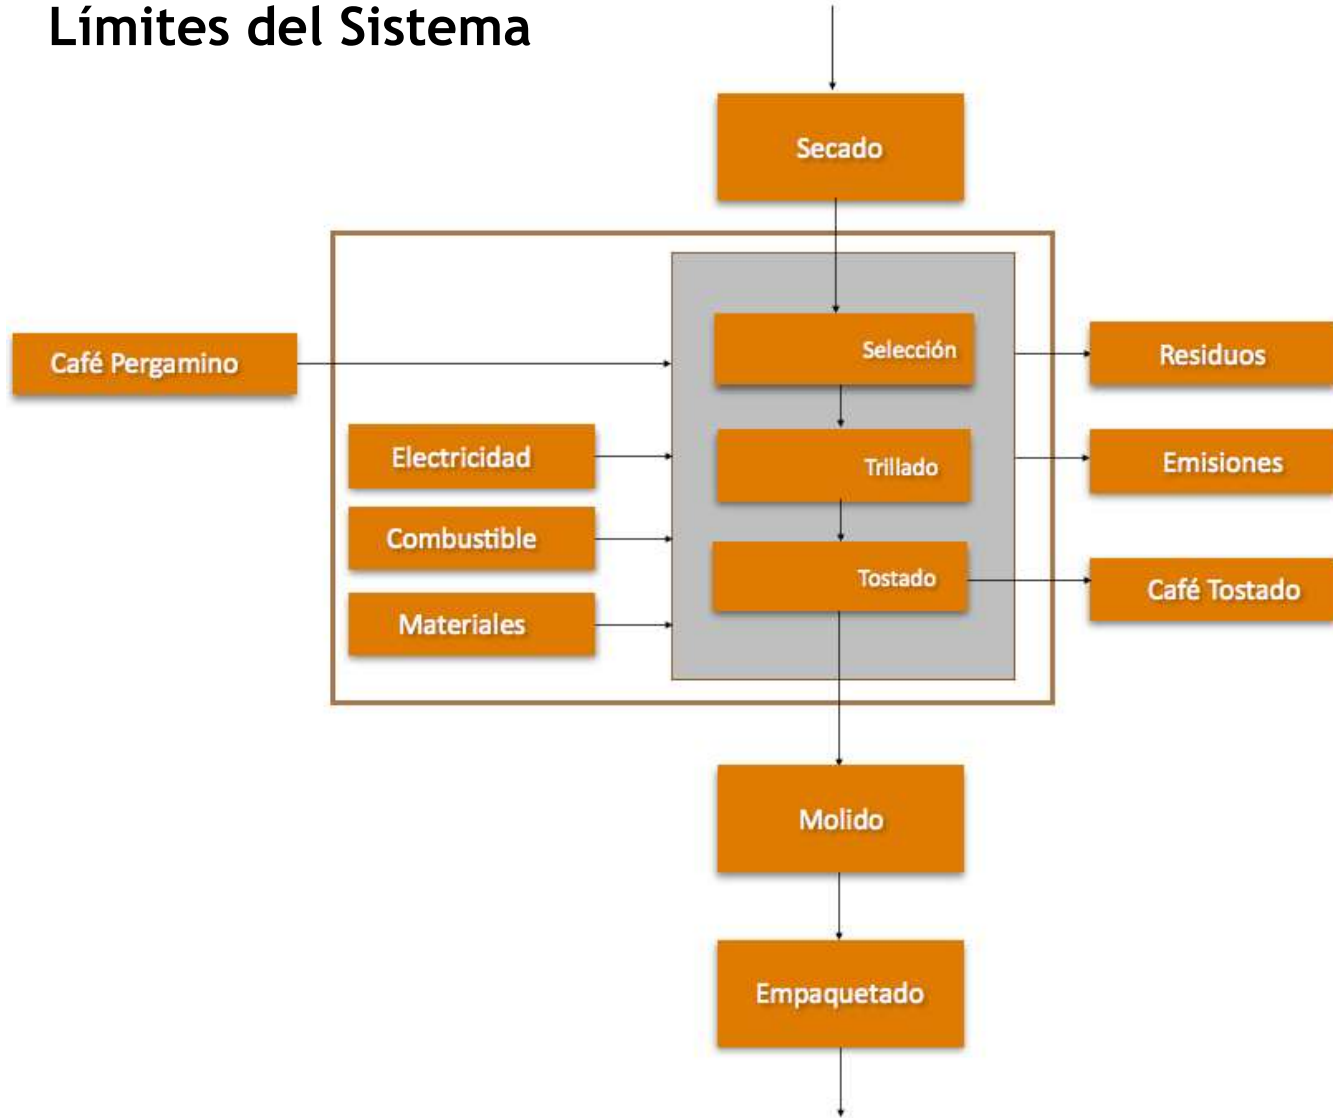 Límites del Sistema
Secado
Café Pergamino
Selección
Residuos
Electricidad
Trillado
Emisiones
Combustible
Tostado
Café Tostado
Materiales
Molido
Empaquetado